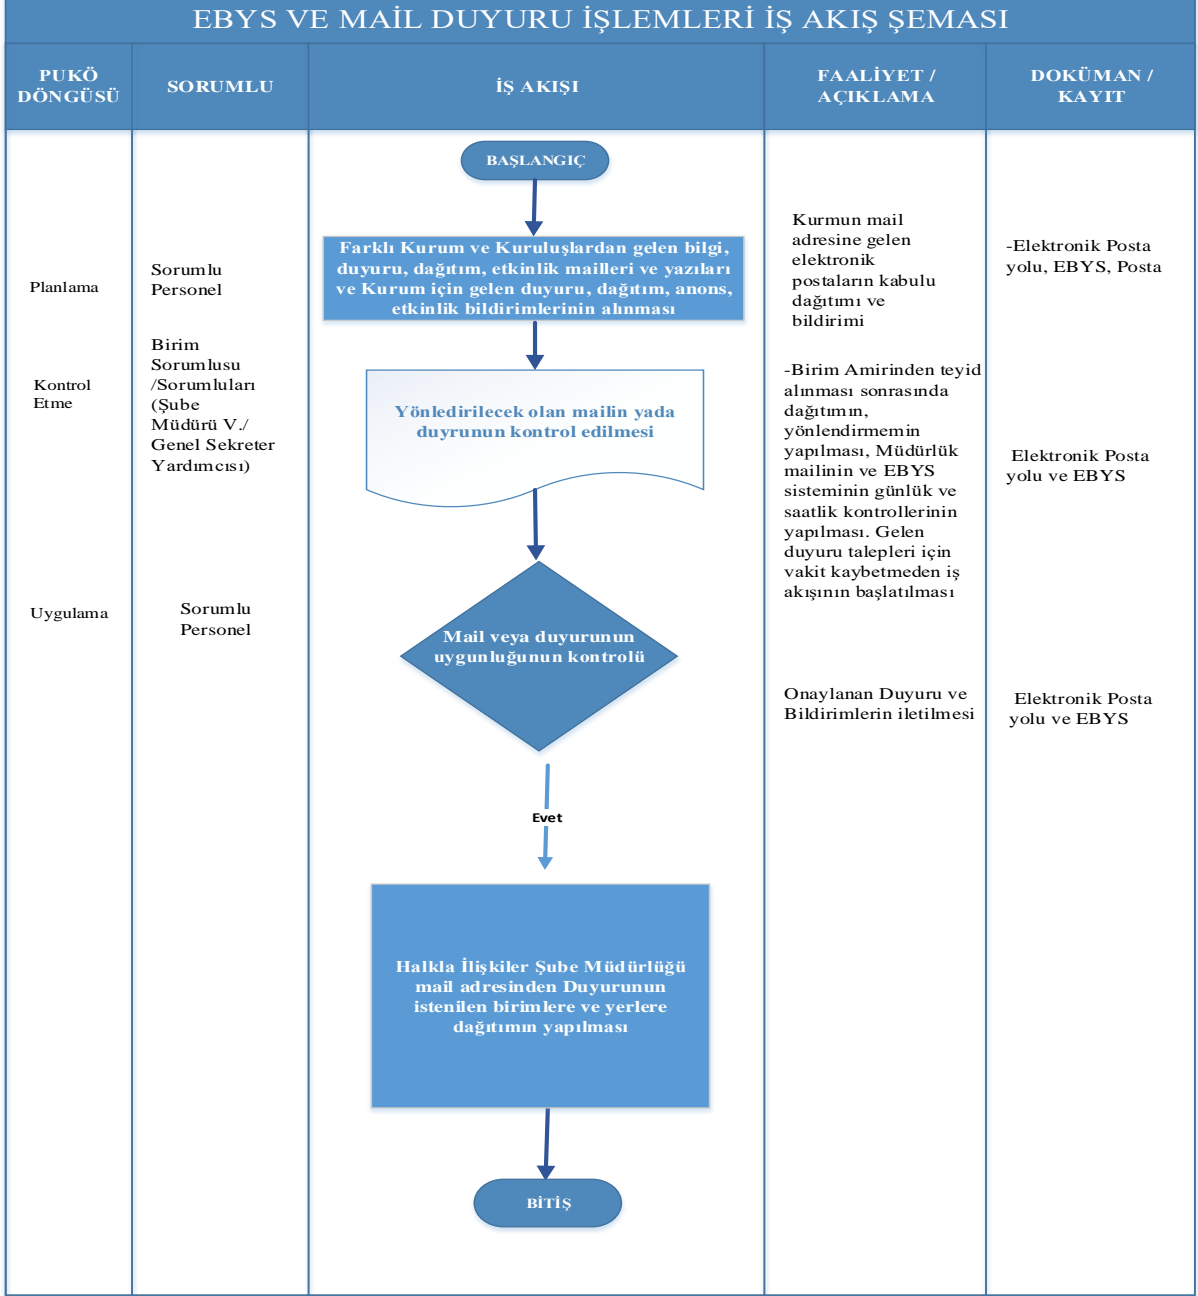 EBYS VE MAİL DUYURU İŞLEMLERİ İŞ AKIŞ ŞEMASI
PUKÖ
DÖNGÜSÜ
SORUMLU
İŞ AKIŞI
FAALİYET /
AÇIKLAMA
DOKÜMAN /
KAYIT
Planlama
Kontrol
Etme
Uygulama
Sorumlu
Personel
Birim
Sorumlusu
/Sorumluları
(Şube
Müdürü V./
Genel Sekreter
Yardımcısı)
Sorumlu
Personel
BAŞLANGIÇ
Farklı Kurum ve Kuruluşlardan gelen bilgi,
duyuru, dağıtım, etkinlik mailleri ve yazıları
ve Kurum için gelen duyuru, dağıtım, anons,
etkinlik bildirimlerinin alınması
Yönledirilecek olan mailin yada
duyrunun kontrol edilmesi
Mail veya duyurunun
uygunluğunun kontrolü
Evet
Halkla İlişkiler Şube Müdürlüğü
mail adresinden Duyurunun
istenilen birimlere ve yerlere
dağıtımın yapılması
BİTİŞ
Kurmun mail
adresine gelen
elektronik
postaların kabulu
dağıtımı ve
bildirimi
-Birim Amirinden teyid
alınması sonrasında
dağıtımın,
yönlendirmemin
yapılması, Müdürlük
mailinin ve EBYS
sisteminin günlük ve
saatlik kontrollerinin
yapılması. Gelen
duyuru talepleri için
vakit kaybetmeden iş
akışının başlatılması
Onaylanan Duyuru ve
Bildirimlerin iletilmesi
-Elektronik Posta
yolu, EBYS, Posta
Elektronik Posta
yolu ve EBYS
Elektronik Posta
yolu ve EBYS